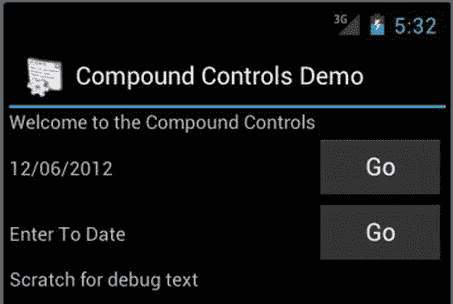 3G 5:32
Compound Controls Demo
Welcome to the Compound Controls
12/06/2012 Go
Enter To Date Go
Scratch for debug text